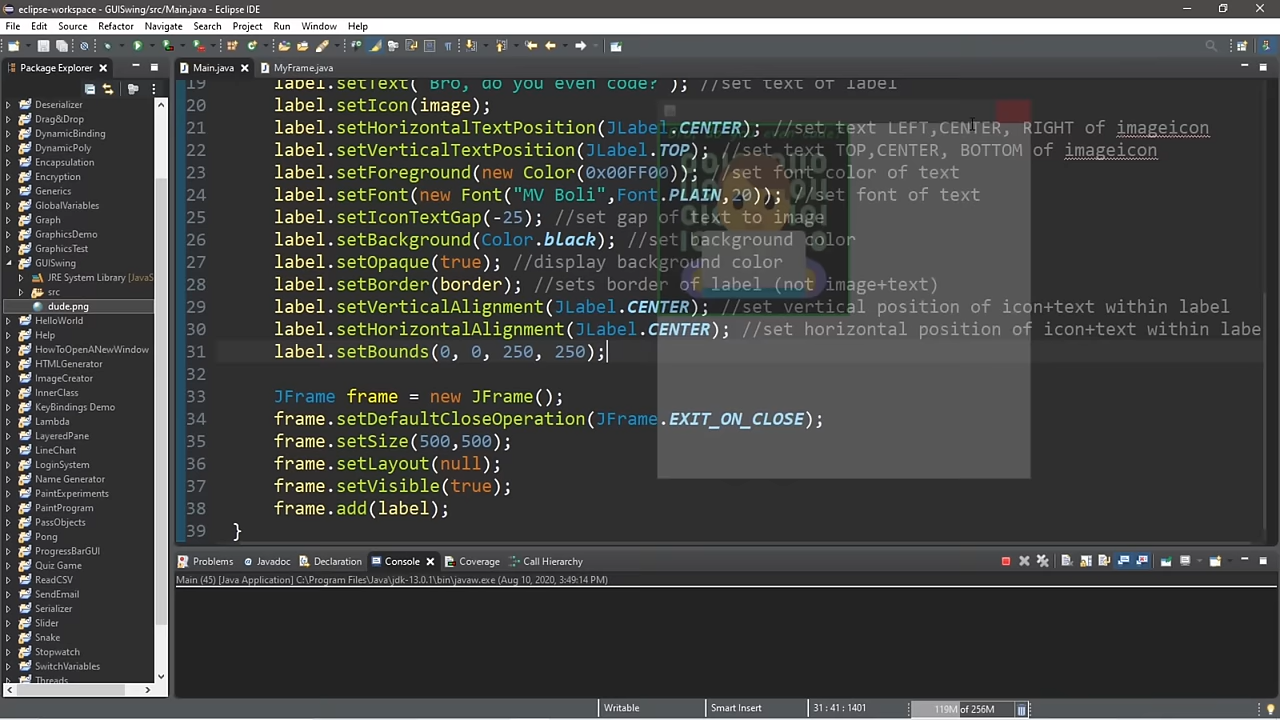 eclipse-workspace - GUISwing/src/Main.java - Eclipse IDE
File Edit Source Refactor Navigate Search Project Run Window Help
Package Explorer
Main.java
MyFrame.java
Deserializer
Drag&Drop
DynamicBinding
DynamicPoly
Encapsulation
Encryption
Generics
GlobalVariables
Graph
GraphicsDemo
GraphicsTest
GUISwing
JRE System Library [JavaS
src
dude.png
HelloWorld
Help
HowToOpenANewWindow
HTMLGenerator
ImageCreator
InnerClass
KeyBindings Demo
Lambda
LayeredPane
LineChart
LoginSystem
Name Generator
PaintExperiments
PaintProgram
PassObjects
Pong
ProgressBarGUI
Quiz Game
ReadCSV
SendEmail
Serializer
Slider
Snake
Stopwatch
SwitchVariables
Threads
19 label.setText("Bro, do you even code?"); //set text of label
20 label.setIcon(image);
21 label.setHorizontalTextPosition(JLabel.CENTER); //set text LEFT,CENTER, RIGHT of imageicon
22 label.setVerticalTextPosition(JLabel.TOP); //set text TOP,CENTER, BOTTOM of imageicon
23 label.setForeground(new Color(0x00FF00)); //set font color of text
24 label.setFont(new Font("MV Boli",Font.PLAIN,20)); //set font of text
25 label.setIconTextGap(-25); //set gap of text to image
26 label.setBackground(Color.black); //set background color
27 label.setOpaque(true); //display background color
28 label.setBorder(border); //sets border of label (not image+text)
29 label.setVerticalAlignment(JLabel.CENTER); //set vertical position of icon+text within label
30 label.setHorizontalAlignment(JLabel.CENTER); //set horizontal position of icon+text within labe
31 label.setBounds(0, 0, 250, 250);
32
33 JFrame frame = new JFrame();
34 frame.setDefaultCloseOperation(JFrame.EXIT_ON_CLOSE);
35 frame.setSize(500,500);
36 frame.setLayout(null);
37 frame.setVisible(true);
38 frame.add(label);
39 }
Problems Javadoc Declaration Console Coverage Call Hierarchy
Main (45) [Java Application] C:\Program Files\Java\jdk-13.0.1\bin\javaw.exe (Aug 10, 2020, 3:49:14 PM)
Writable Smart Insert 31 : 41 : 1401 119M of 256M